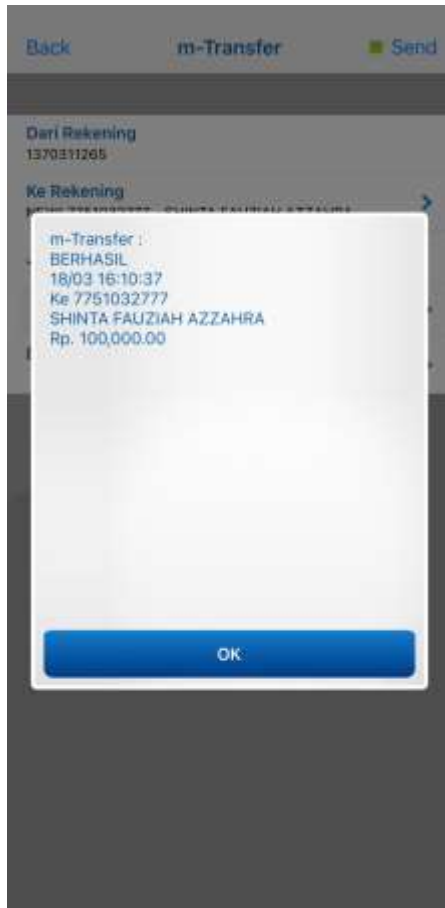 Back m-Transfer Send
Dari Rekening
1370311265
Ke Rekening
m-Transfer :
BERHASIL
18/03 16:10:37
Ke 7751032777
SHINTA FAUZIAH AZZAHRA
Rp. 100,000.00
OK